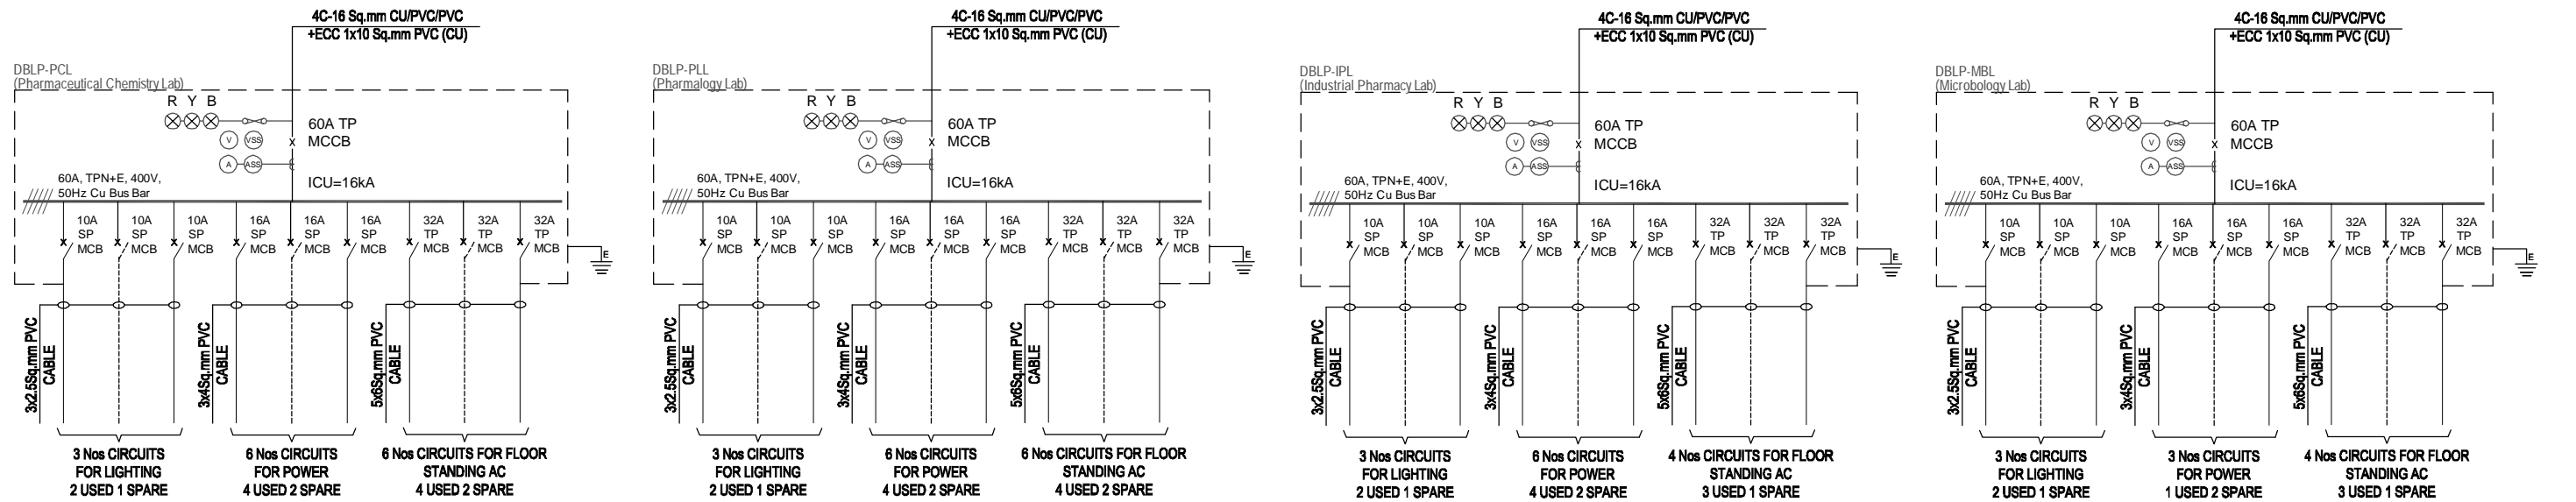 4C-16 Sq.mm CU/PVC/PVC
+ECC 1x10 Sq.mm PVC (CU)
DBLP-PCL
(Pharmaceutical Chemistry Lab)
R Y B
60A TP
V VSS
MCCB
A ASS
60A, TPN+E, 400V,
50Hz Cu Bus Bar
ICU=16kA
10A 10A 10A 16A 16A 16A 32A 32A 32A
SP SP SP SP SP SP TP TP TP
MCB MCB MCB MCB MCB MCB MCB MCB MCB
E
3x2.5Sq.mm PVC
CABLE
3x4Sq.mm PVC
CABLE
5x6Sq.mm PVC
CABLE
3 Nos CIRCUITS
FOR LIGHTING
2 USED 1 SPARE
6 Nos CIRCUITS
FOR POWER
4 USED 2 SPARE
6 Nos CIRCUITS FOR FLOOR
STANDING AC
4 USED 2 SPARE
4C-16 Sq.mm CU/PVC/PVC
+ECC 1x10 Sq.mm PVC (CU)
DBLP-PLL
(Pharmalogy Lab)
R Y B
60A TP
V VSS
MCCB
A ASS
60A, TPN+E, 400V,
50Hz Cu Bus Bar
ICU=16kA
10A 10A 10A 16A 16A 16A 32A 32A 32A
SP SP SP SP SP SP TP TP TP
MCB MCB MCB MCB MCB MCB MCB MCB MCB
E
3x2.5Sq.mm PVC
CABLE
3x4Sq.mm PVC
CABLE
5x6Sq.mm PVC
CABLE
3 Nos CIRCUITS
FOR LIGHTING
2 USED 1 SPARE
6 Nos CIRCUITS
FOR POWER
4 USED 2 SPARE
6 Nos CIRCUITS FOR FLOOR
STANDING AC
4 USED 2 SPARE
4C-16 Sq.mm CU/PVC/PVC
+ECC 1x10 Sq.mm PVC (CU)
DBLP-IPL
(Industrial Pharmacy Lab)
R Y B
60A TP
V VSS
MCCB
A ASS
60A, TPN+E, 400V,
50Hz Cu Bus Bar
ICU=16kA
10A 10A 10A 16A 16A 16A 32A 32A 32A
SP SP SP SP SP SP TP TP TP
MCB MCB MCB MCB MCB MCB MCB MCB MCB
E
3x2.5Sq.mm PVC
CABLE
3x4Sq.mm PVC
CABLE
5x6Sq.mm PVC
CABLE
3 Nos CIRCUITS
FOR LIGHTING
2 USED 1 SPARE
6 Nos CIRCUITS
FOR POWER
4 USED 2 SPARE
4 Nos CIRCUITS FOR FLOOR
STANDING AC
3 USED 1 SPARE
4C-16 Sq.mm CU/PVC/PVC
+ECC 1x10 Sq.mm PVC (CU)
DBLP-MBL
(Microbology Lab)
R Y B
60A TP
V VSS
MCCB
A ASS
60A, TPN+E, 400V,
50Hz Cu Bus Bar
ICU=16kA
10A 10A 10A 16A 16A 16A 32A 32A 32A
SP SP SP SP SP SP TP TP TP
MCB MCB MCB MCB MCB MCB MCB MCB MCB
E
3x2.5Sq.mm PVC
CABLE
3x4Sq.mm PVC
CABLE
5x6Sq.mm PVC
CABLE
3 Nos CIRCUITS
FOR LIGHTING
2 USED 1 SPARE
3 Nos CIRCUITS
FOR POWER
1 USED 2 SPARE
4 Nos CIRCUITS FOR FLOOR
STANDING AC
3 USED 1 SPARE